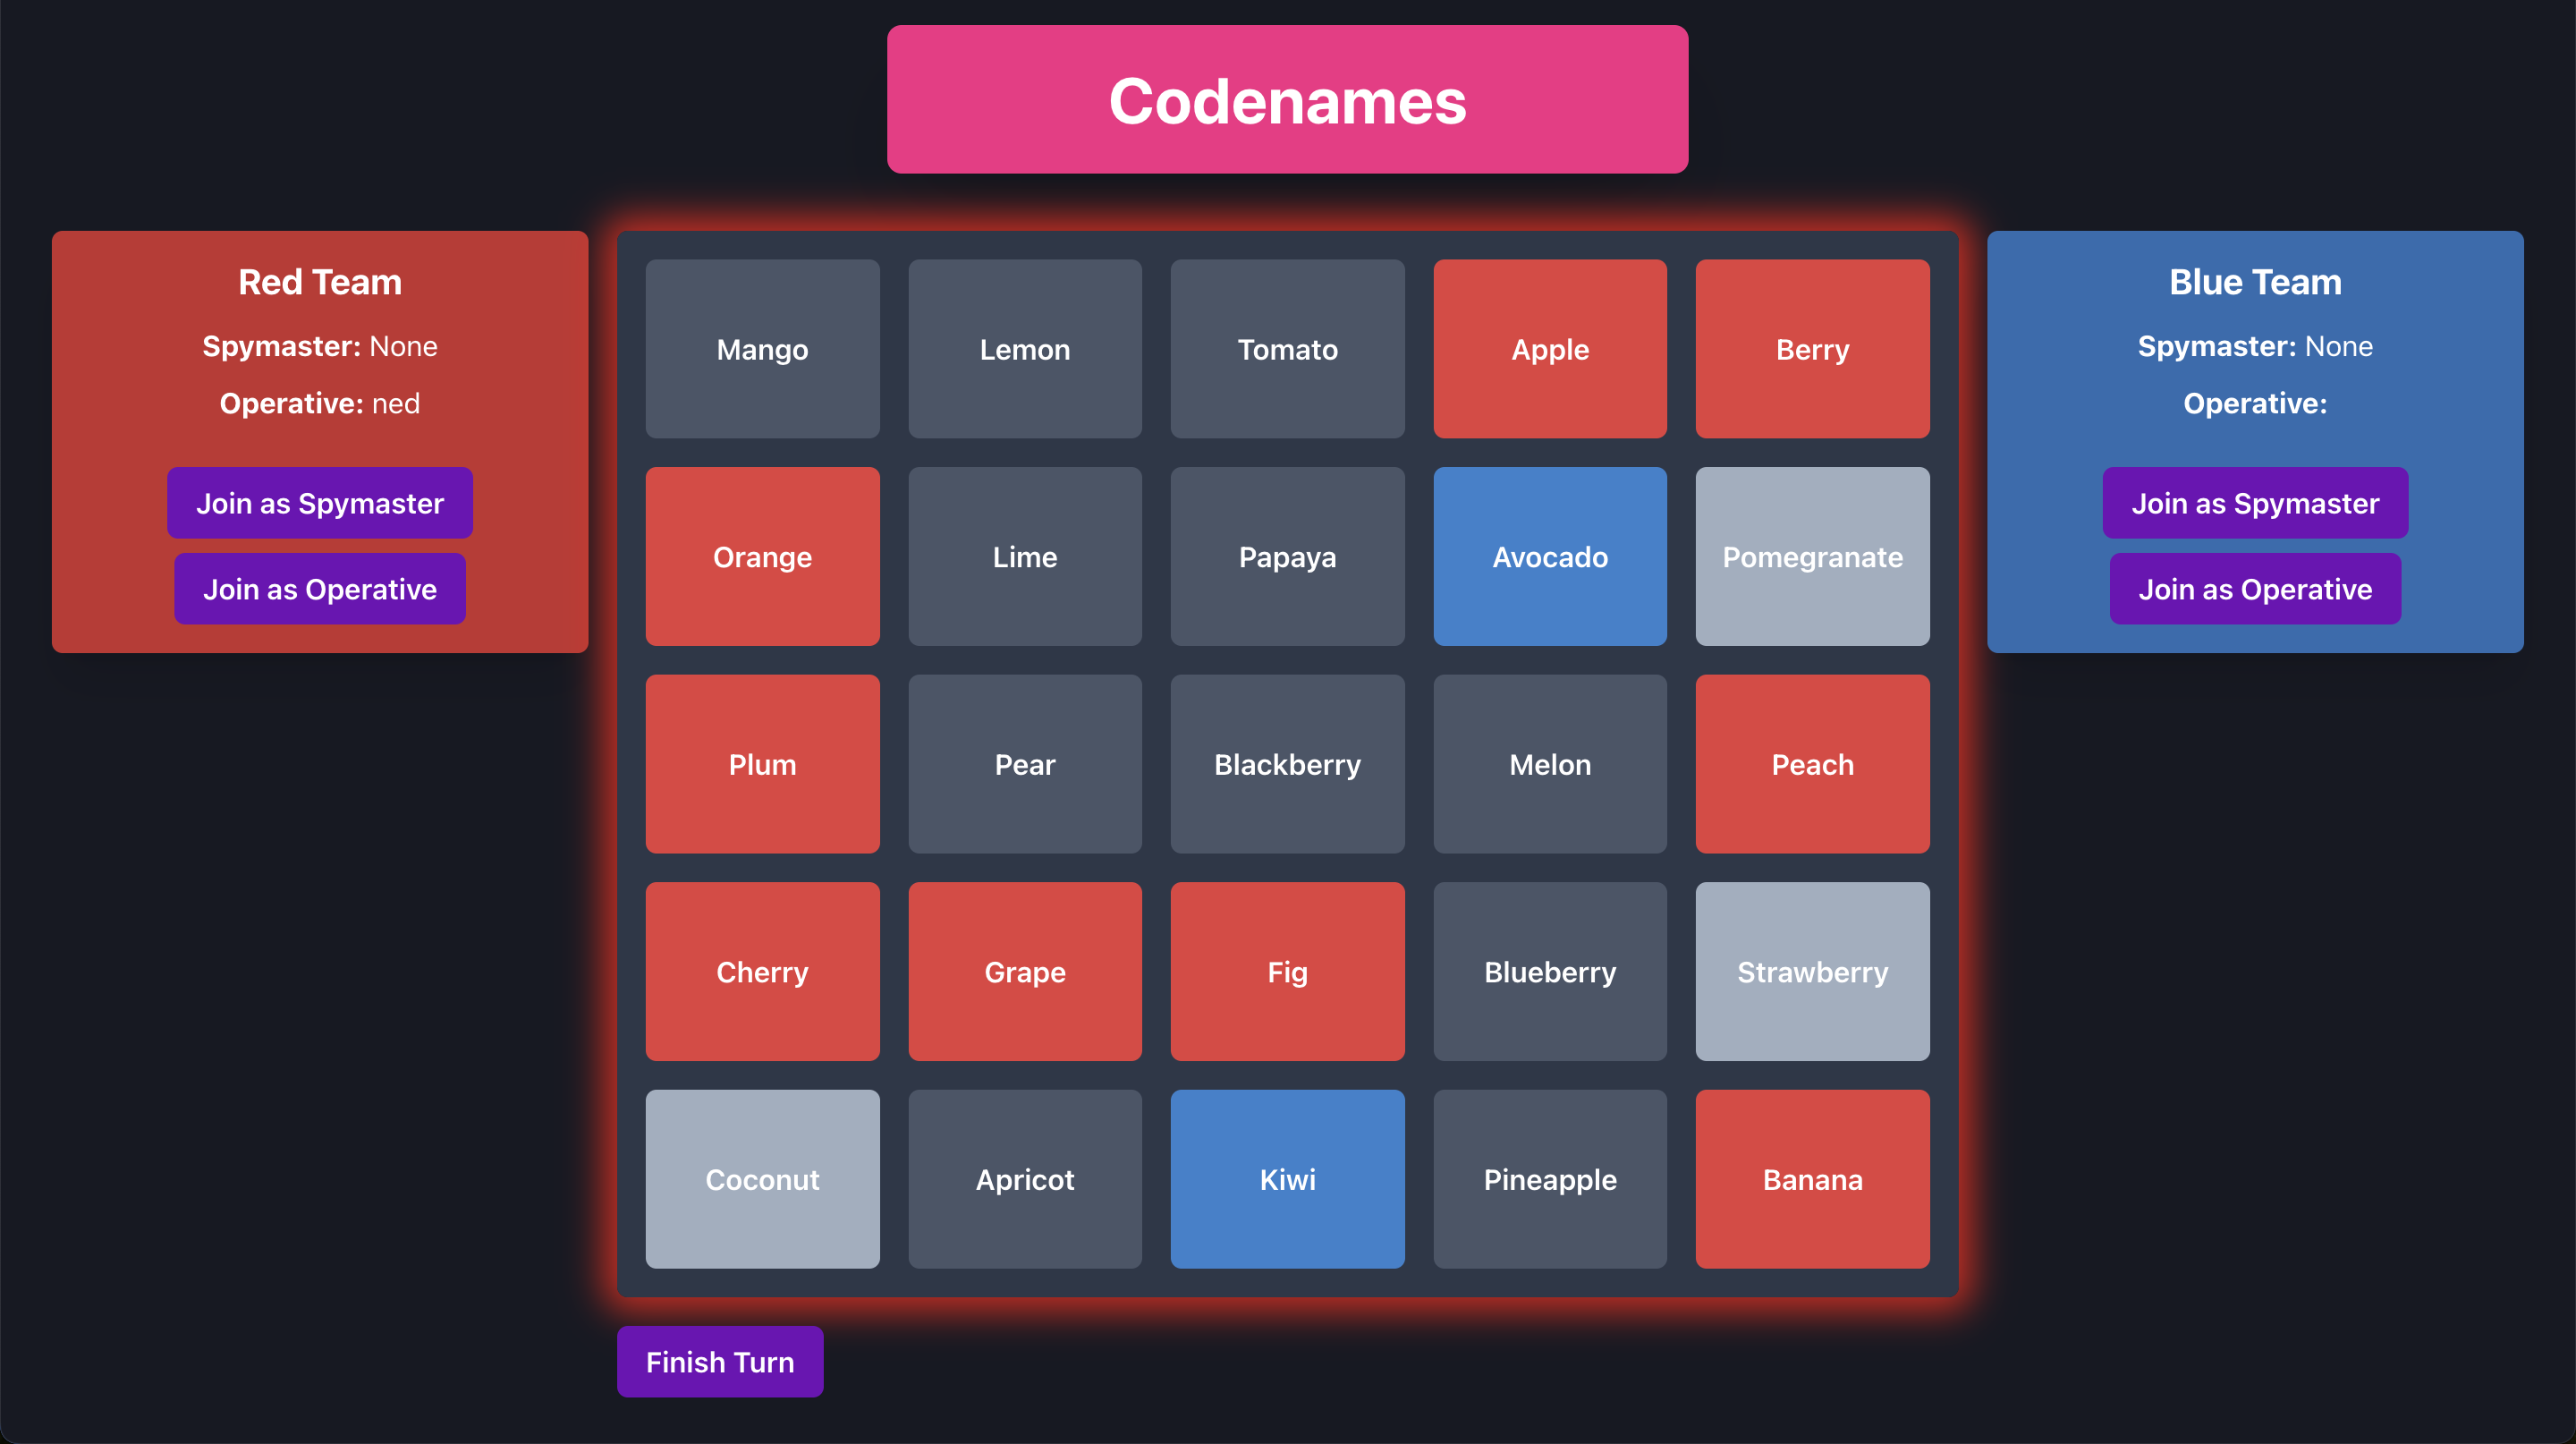 Codenames
Red Team
Spymaster: None
Operative: ned
Join as Spymaster
Join as Operative
Mango
Lemon
Tomato
Apple
Berry
Orange
Lime
Papaya
Avocado
Pomegranate
Plum
Pear
Blackberry
Melon
Peach
Cherry
Grape
Fig
Blueberry
Strawberry
Coconut
Apricot
Kiwi
Pineapple
Banana
Finish Turn
Blue Team
Spymaster: None
Operative:
Join as Spymaster
Join as Operative